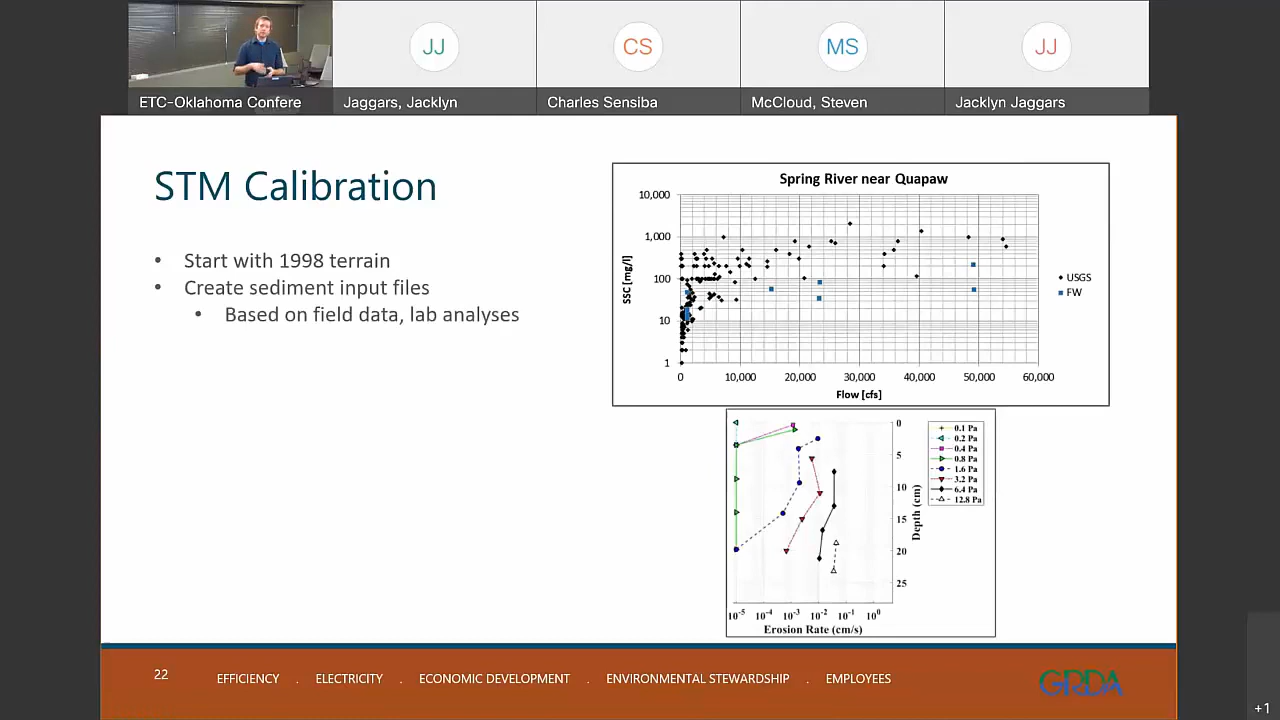 JJ
CS
MS
JJ
ETC-Oklahoma Confere
Jaggars, Jacklyn
Charles Sensiba
McCloud, Steven
Jacklyn Jaggars
STM Calibration
• Start with 1998 terrain
• Create sediment input files
• Based on field data, lab analyses
Spring River near Quapaw
SSC [mg/l]
10,000
1,000
100
10
1
0 10,000 20,000 30,000 40,000 50,000 60,000
Flow [cfs]
USGS
FW
0
5
10
15
20
25
Depth (cm)
0.1 Pa
0.2 Pa
0.4 Pa
0.8 Pa
1.6 Pa
3.2 Pa
6.4 Pa
12.8 Pa
10-5 10-4 10-3 10-2 10-1 100
Erosion Rate (cm/s)
22
EFFICIENCY . ELECTRICITY . ECONOMIC DEVELOPMENT . ENVIRONMENTAL STEWARDSHIP . EMPLOYEES
GRDA
+1